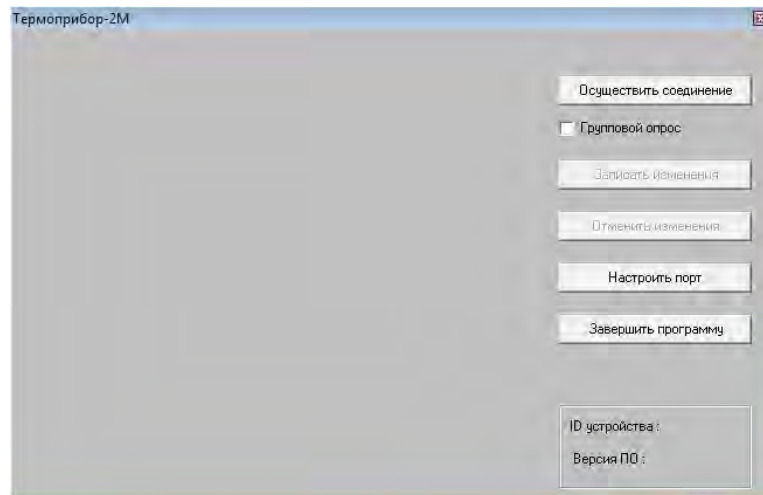 Термоприбор-2М
Осуществить соединение
Групповой опрос
Записать изменения
Отменить изменения
Настроить порт
Завершить программу
ID устройства :
Версия ПО :